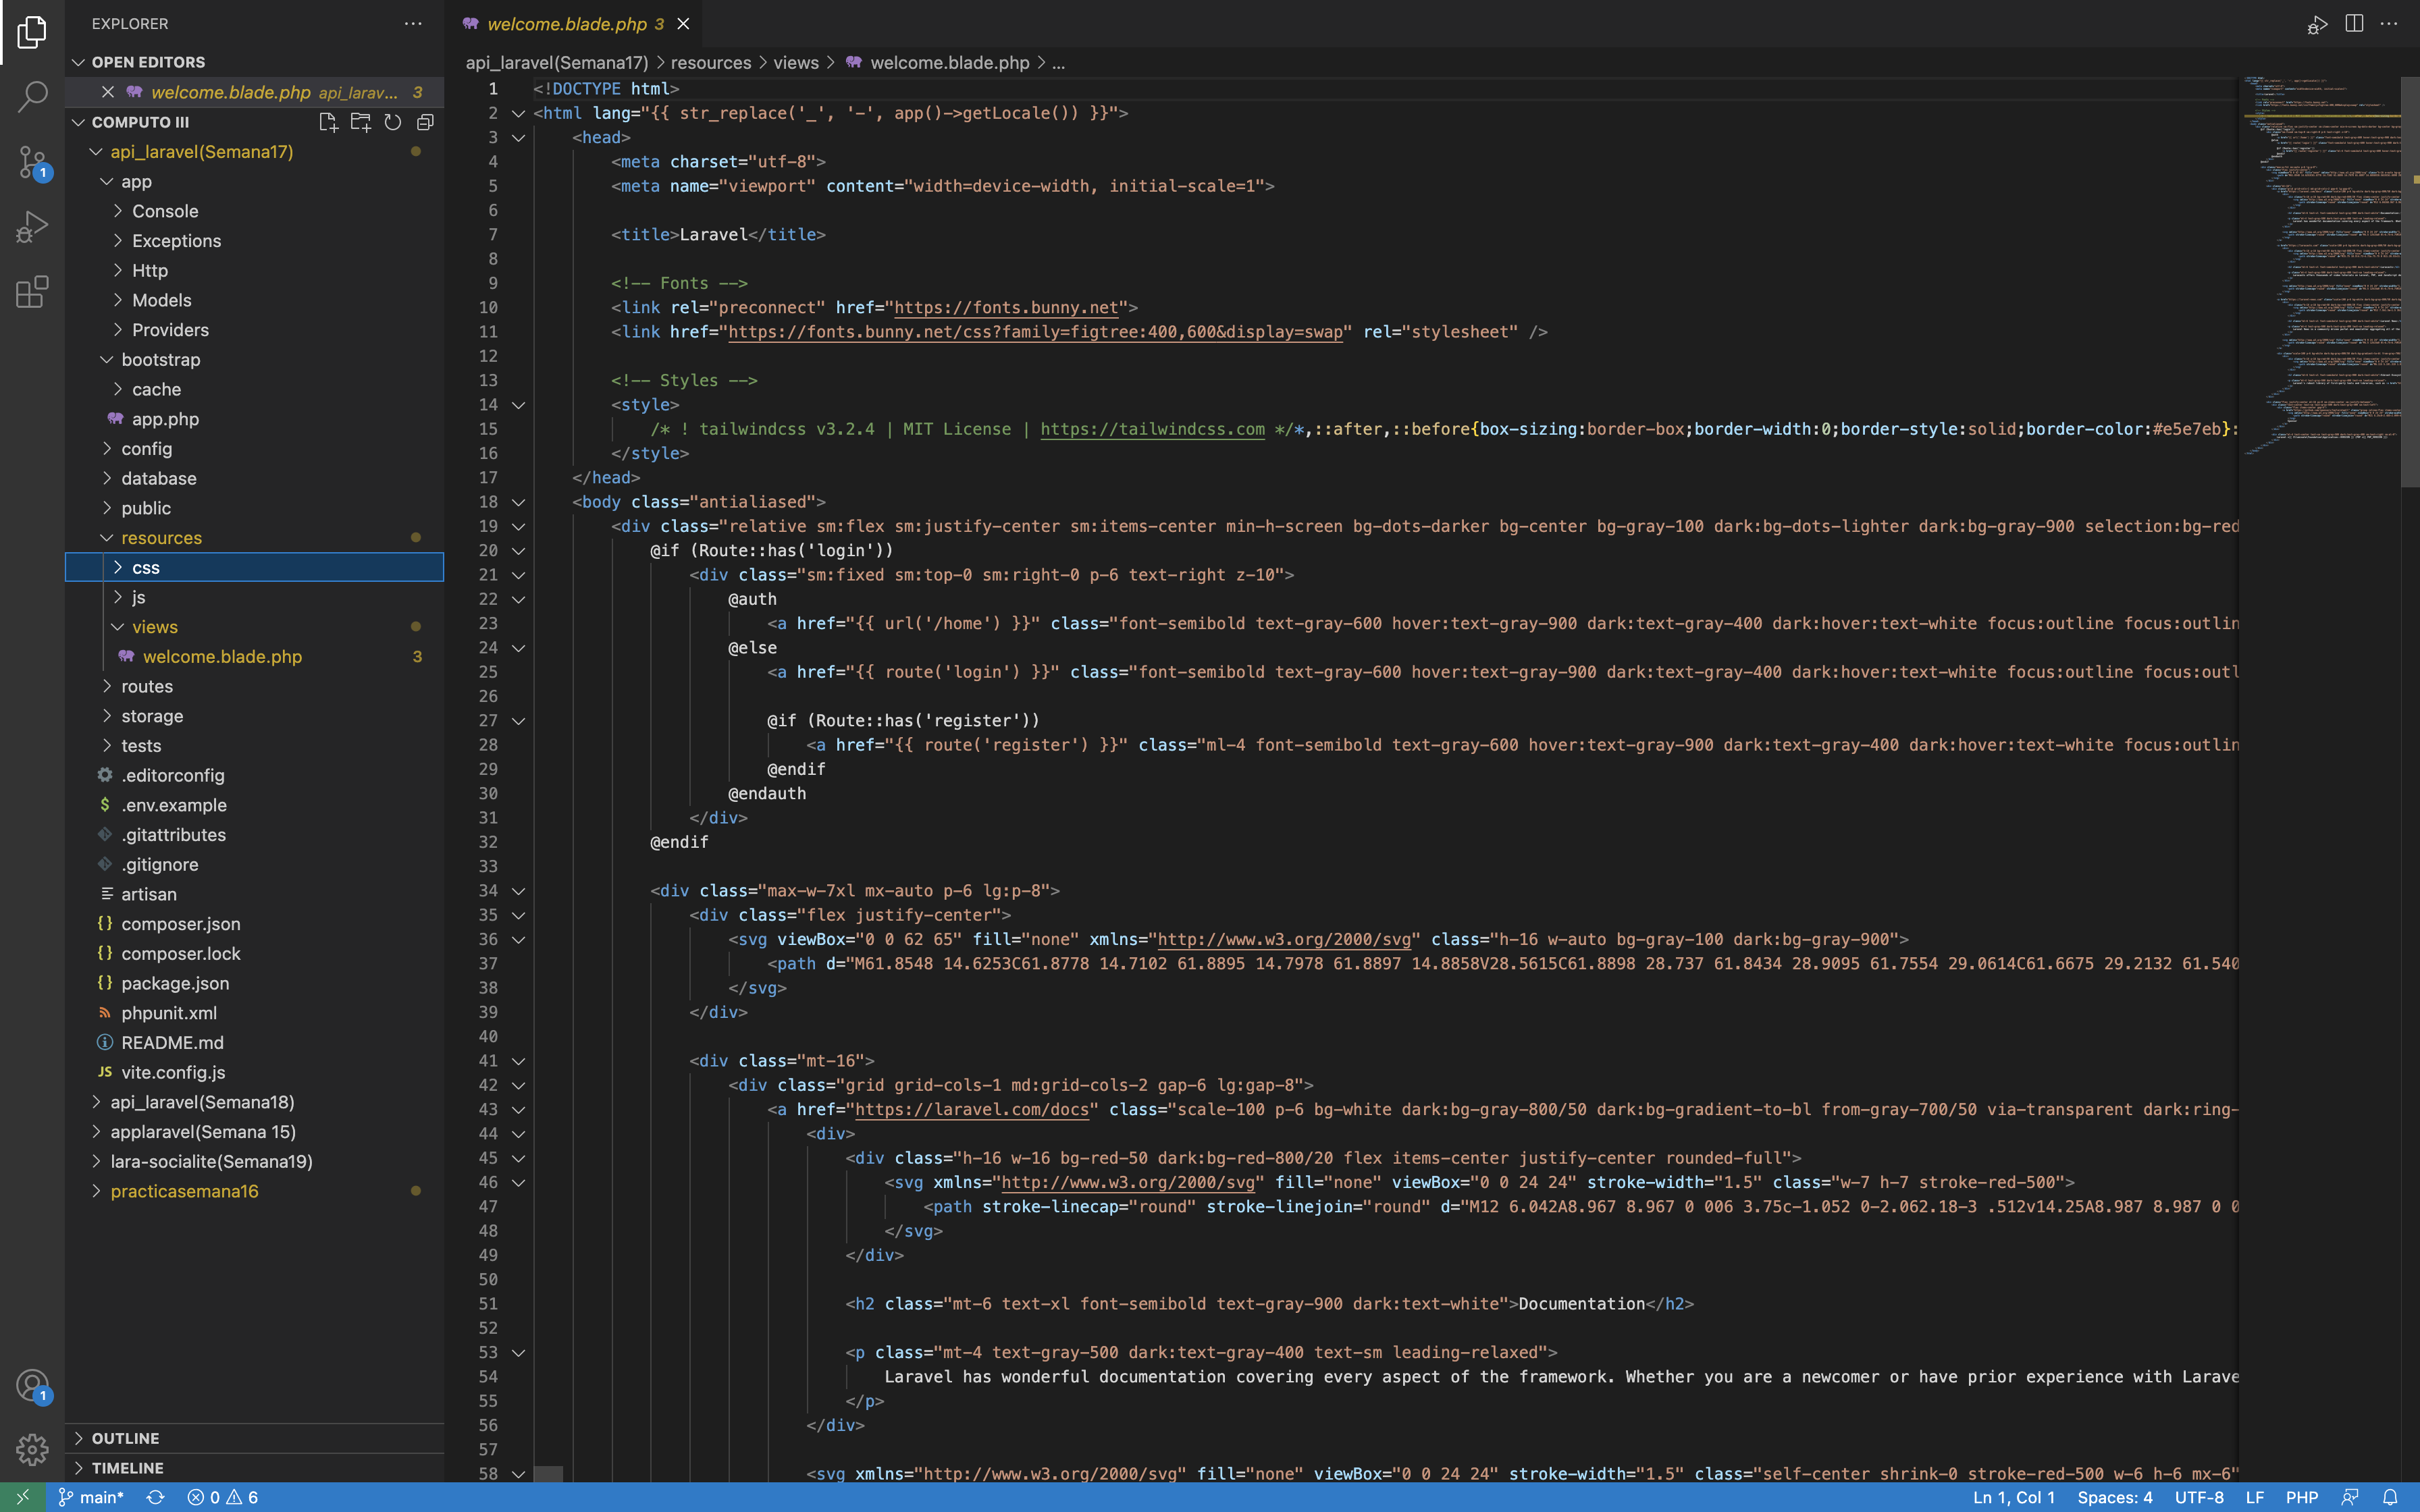 EXPLORER
OPEN EDITORS
welcome.blade.php api_larav... 3
COMPUTO III
api_laravel(Semana17)
app
Console
Exceptions
Http
Models
Providers
bootstrap
cache
app.php
config
database
public
resources
css
js
views
welcome.blade.php 3
routes
storage
tests
.editorconfig
$ .env.example
.gitattributes
.gitignore
artisan
{} composer.json
{} composer.lock
{} package.json
phpunit.xml
README.md
JS vite.config.js
api_laravel(Semana18)
applaravel(Semana 15)
lara-socialite(Semana19)
practicasemana16
OUTLINE
TIMELINE
1
1
welcome.blade.php 3
api_laravel(Semana17) > resources > views > welcome.blade.php > ...
1 <!DOCTYPE html>
2 <html lang="{{ str_replace('_', '-', app()->getLocale()) }}">
3 <head>
4 <meta charset="utf-8">
5 <meta name="viewport" content="width=device-width, initial-scale=1">
6
7 <title>Laravel</title>
8
9 <!-- Fonts -->
10 <link rel="preconnect" href="https://fonts.bunny.net">
11 <link href="https://fonts.bunny.net/css?family=figtree:400,600&display=swap" rel="stylesheet" />
12
13 <!-- Styles -->
14 <style>
15 /* ! tailwindcss v3.2.4 | MIT License | https://tailwindcss.com */*,::after,::before{box-sizing:border-box;border-width:0;border-style:solid;border-color:#e5e7eb}:
16 </style>
17 </head>
18 <body class="antialiased">
19 <div class="relative sm:flex sm:justify-center sm:items-center min-h-screen bg-dots-darker bg-center bg-gray-100 dark:bg-dots-lighter dark:bg-gray-900 selection:bg-red
20 @if (Route::has('login'))
21 <div class="sm:fixed sm:top-0 sm:right-0 p-6 text-right z-10">
22 @auth
23 <a href="{{ url('/home') }}" class="font-semibold text-gray-600 hover:text-gray-900 dark:text-gray-400 dark:hover:text-white focus:outline focus:outlin
24 @else
25 <a href="{{ route('login') }}" class="font-semibold text-gray-600 hover:text-gray-900 dark:text-gray-400 dark:hover:text-white focus:outline focus:outl
26
27 @if (Route::has('register'))
28 <a href="{{ route('register') }}" class="ml-4 font-semibold text-gray-600 hover:text-gray-900 dark:text-gray-400 dark:hover:text-white focus:outlin
29 @endif
30 @endauth
31 </div>
32 @endif
33
34 <div class="max-w-7xl mx-auto p-6 lg:p-8">
35 <div class="flex justify-center">
36 <svg viewBox="0 0 62 65" fill="none" xmlns="http://www.w3.org/2000/svg" class="h-16 w-auto bg-gray-100 dark:bg-gray-900">
37 <path d="M61.8548 14.6253C61.8778 14.7102 61.8895 14.7978 61.8897 14.8858V28.5615C61.8898 28.737 61.8434 28.9095 61.7554 29.0614C61.6675 29.2132 61.540
38 </svg>
39 </div>
40
41 <div class="mt-16">
42 <div class="grid grid-cols-1 md:grid-cols-2 gap-6 lg:gap-8">
43 <a href="https://laravel.com/docs" class="scale-100 p-6 bg-white dark:bg-gray-800/50 dark:bg-gradient-to-bl from-gray-700/50 via-transparent dark:ring-
44 <div>
45 <div class="h-16 w-16 bg-red-50 dark:bg-red-800/20 flex items-center justify-center rounded-full">
46 <svg xmlns="http://www.w3.org/2000/svg" fill="none" viewBox="0 0 24 24" stroke-width="1.5" class="w-7 h-7 stroke-red-500">
47 <path stroke-linecap="round" stroke-linejoin="round" d="M12 6.042A8.967 8.967 0 006 3.75c-1.052 0-2.062.18-3 .512v14.25A8.987 8.987 0 0
48 </svg>
49 </div>
50
51 <h2 class="mt-6 text-xl font-semibold text-gray-900 dark:text-white">Documentation</h2>
52
53 <p class="mt-4 text-gray-500 dark:text-gray-400 text-sm leading-relaxed">
54 Laravel has wonderful documentation covering every aspect of the framework. Whether you are a newcomer or have prior experience with Larave
55 </p>
56 </div>
57
58 <svg xmlns="http://www.w3.org/2000/svg" fill="none" viewBox="0 0 24 24" stroke-width="1.5" class="self-center shrink-0 stroke-red-500 w-6 h-6 mx-6"
main* 0 6 Ln 1, Col 1 Spaces: 4 UTF-8 LF PHP